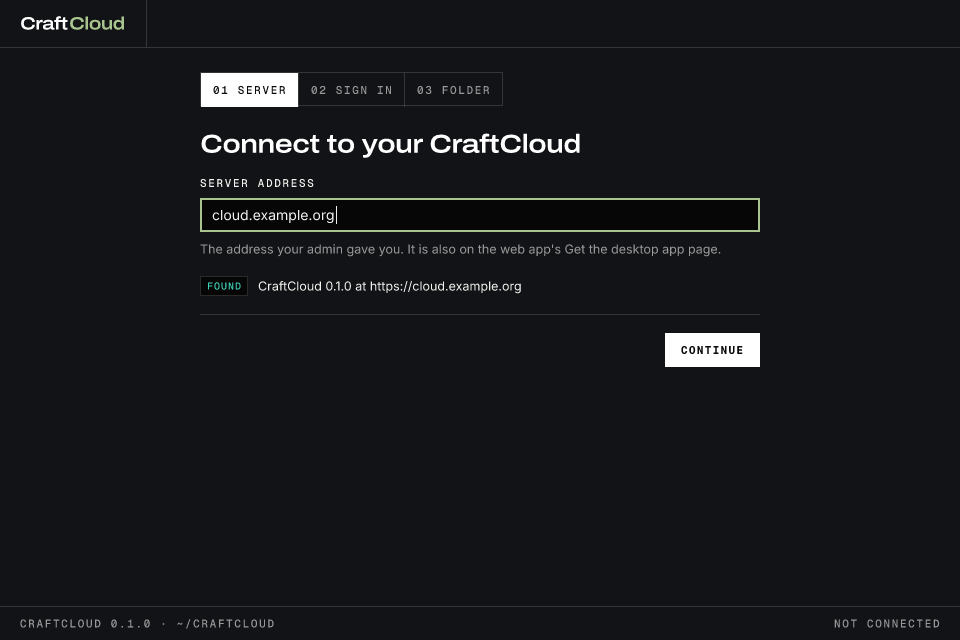 CraftCloud
01 SERVER 02 SIGN IN 03 FOLDER
Connect to your CraftCloud
SERVER ADDRESS
cloud.example.org
The address your admin gave you. It is also on the web app's Get the desktop app page.
FOUND CraftCloud 0.1.0 at https://cloud.example.org
CONTINUE
CRAFTCLOUD 0.1.0 · ~/CRAFTCLOUD NOT CONNECTED